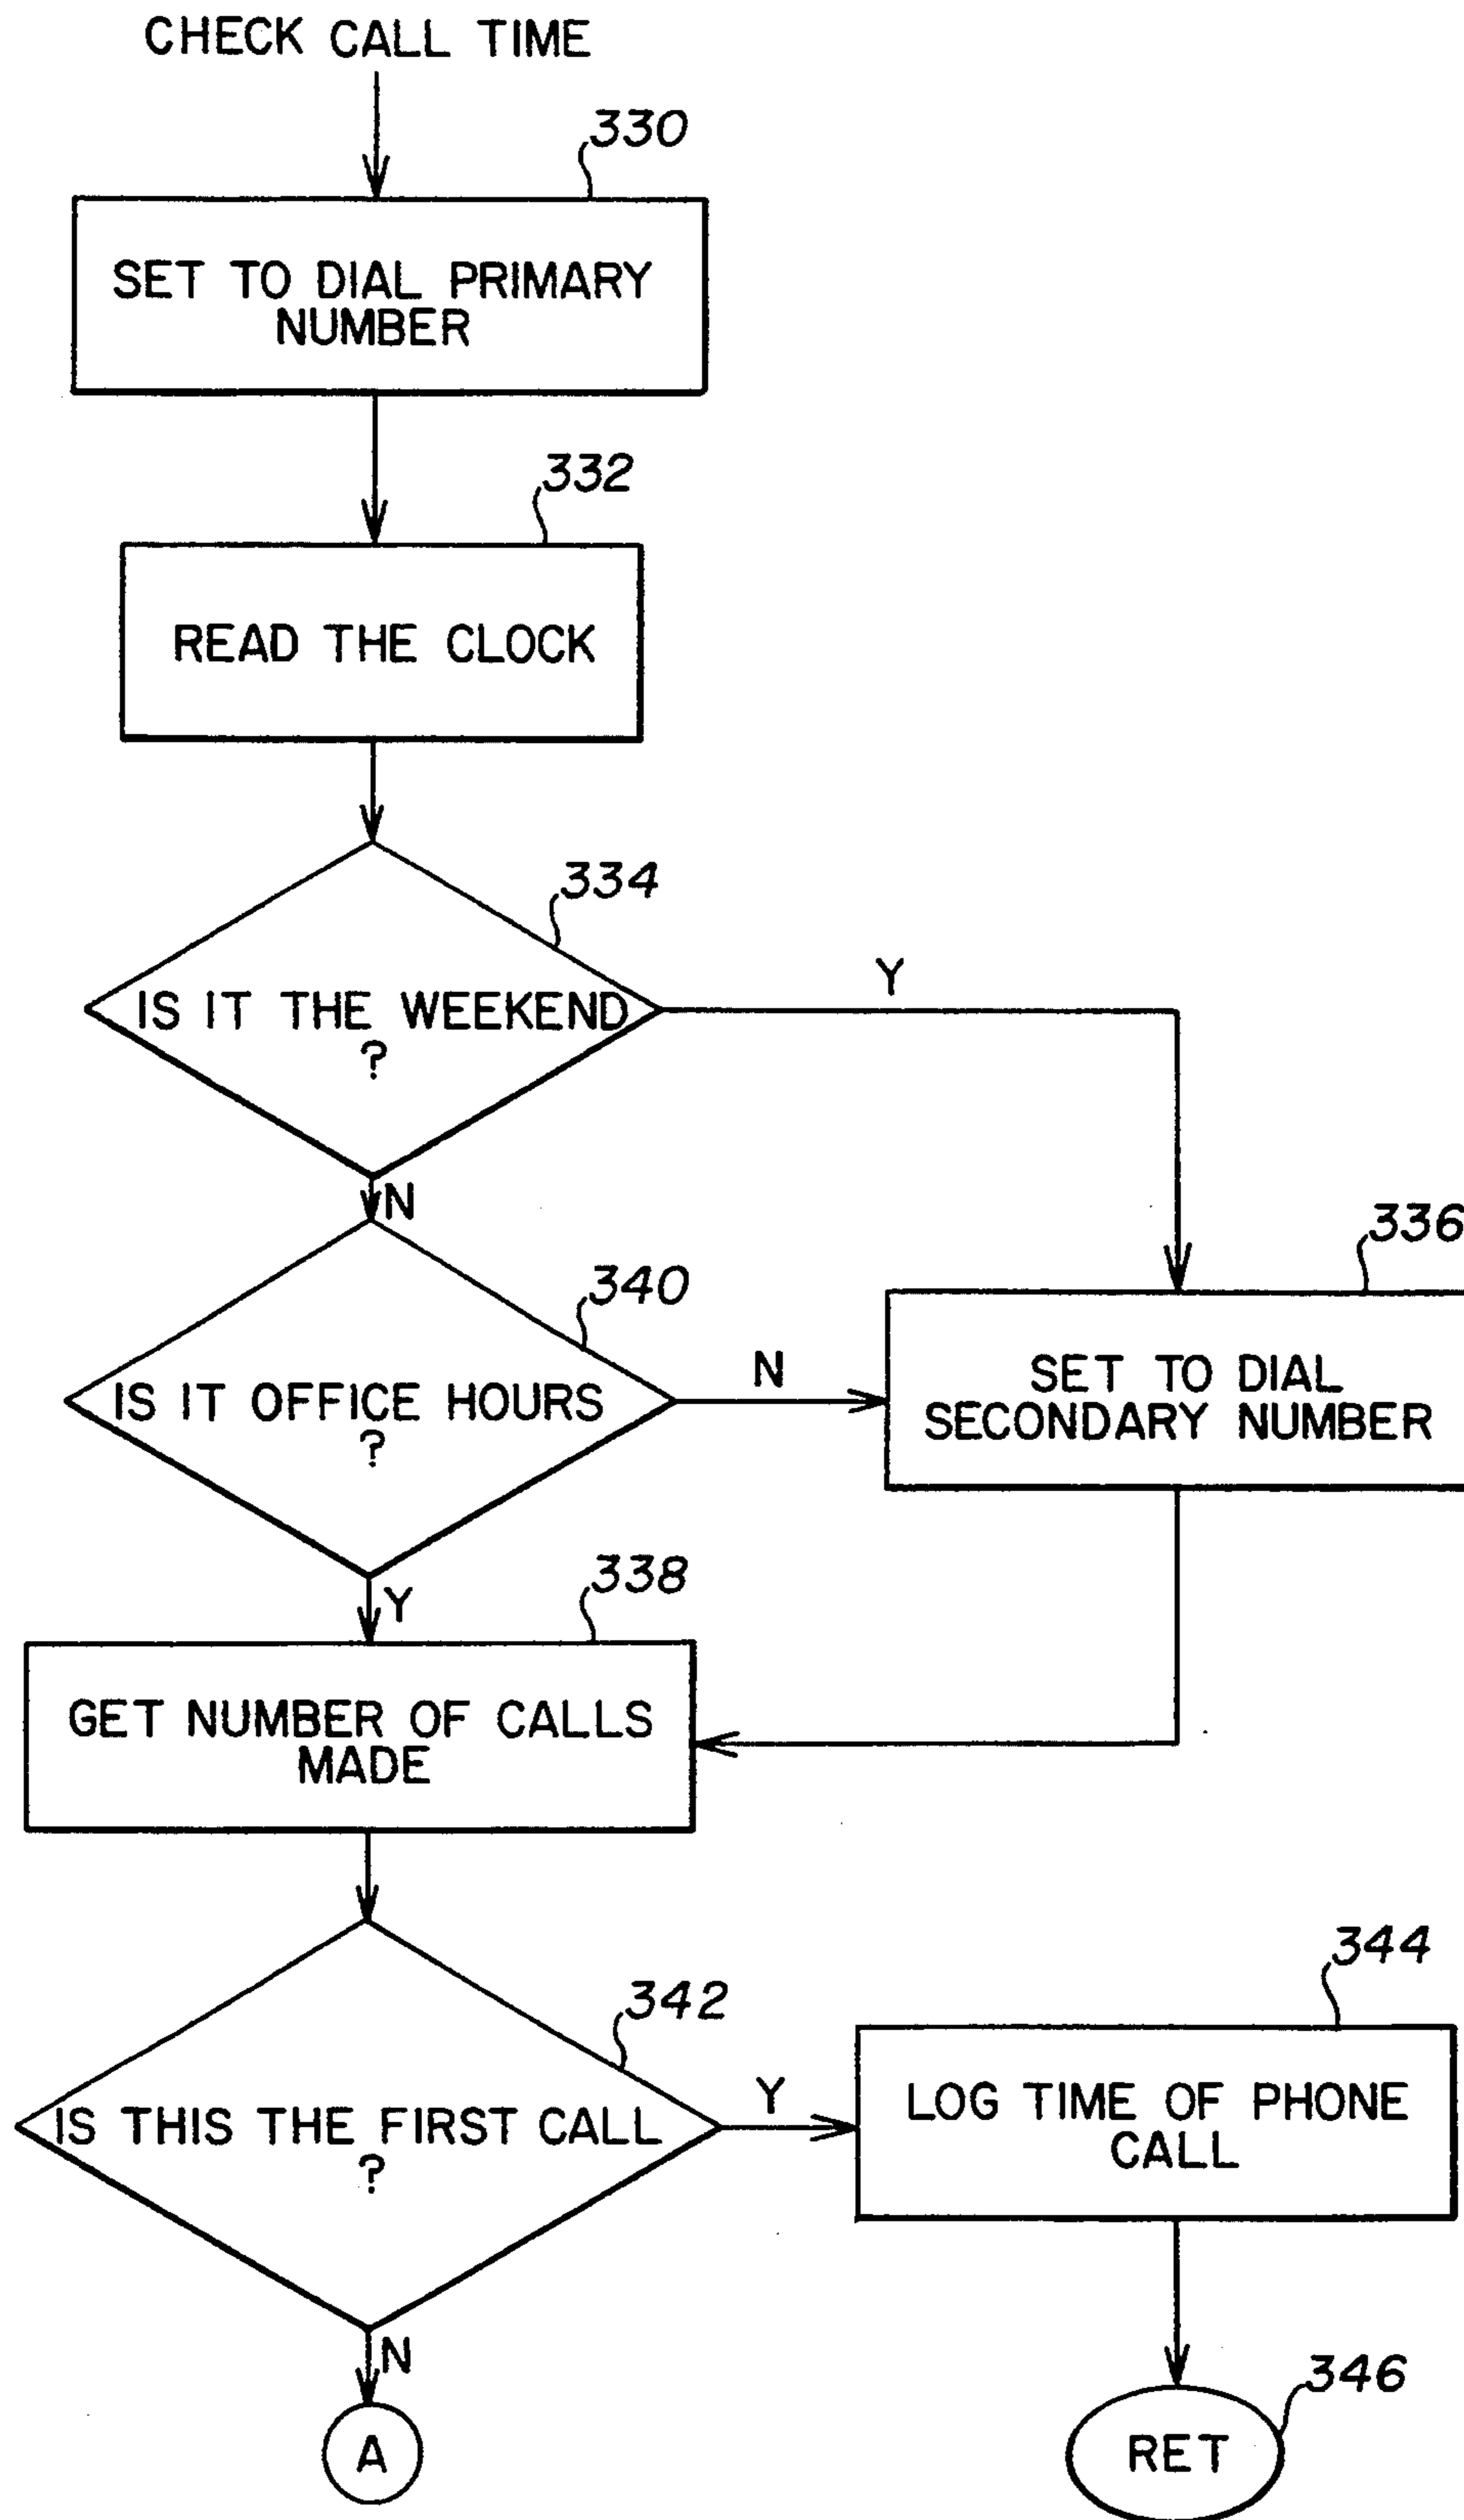 CHECK CALL TIME
330
SET TO DIAL PRIMARY
NUMBER
332
READ THE CLOCK
334
IS IT THE WEEKEND
?
Y
N
336
340
IS IT OFFICE HOURS
?
N
SET TO DIAL
SECONDARY NUMBER
Y
338
GET NUMBER OF CALLS
MADE
342
IS THIS THE FIRST CALL
?
Y
344
LOG TIME OF PHONE
CALL
N
A
346
RET